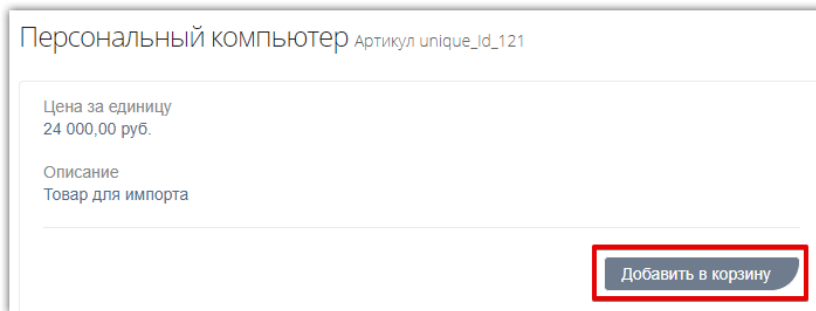 Персональный компьютер Артикул unique_Id_121
Цена за единицу
24 000,00 руб.
Описание
Товар для импорта
Добавить в корзину